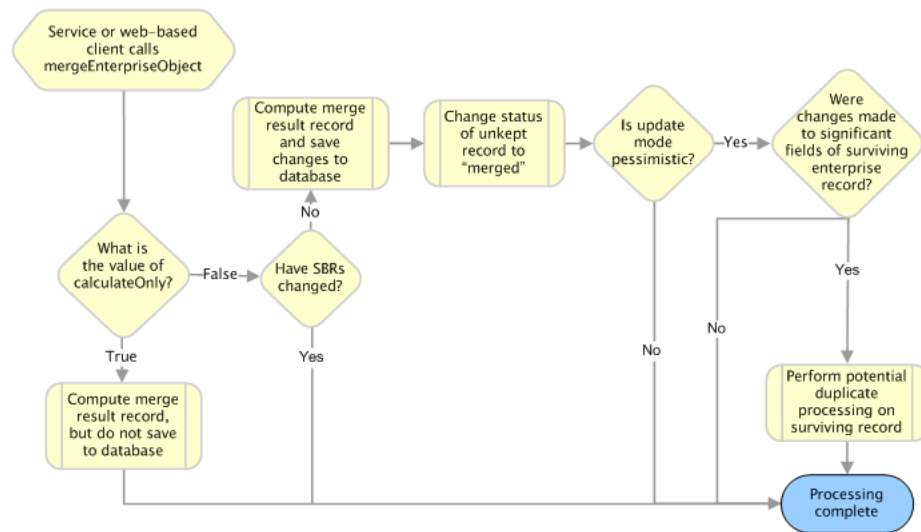 Service or web-based
client calls
mergeEnterpriseObject
Compute merge
result record
and save
changes to
database
Change status
of unkept
record to
“merged”
Is update
mode
pessimistic?
Yes
Were
changes made
to significant
fields of surviving
enterprise
record?
No
What is
the value of
calculateOnly?
False
Have SBRs
changed?
Yes
No
True
Yes
No
Compute merge
result record,
but do not save
to database
Perform potential
duplicate
processing on
surviving record
Processing
complete